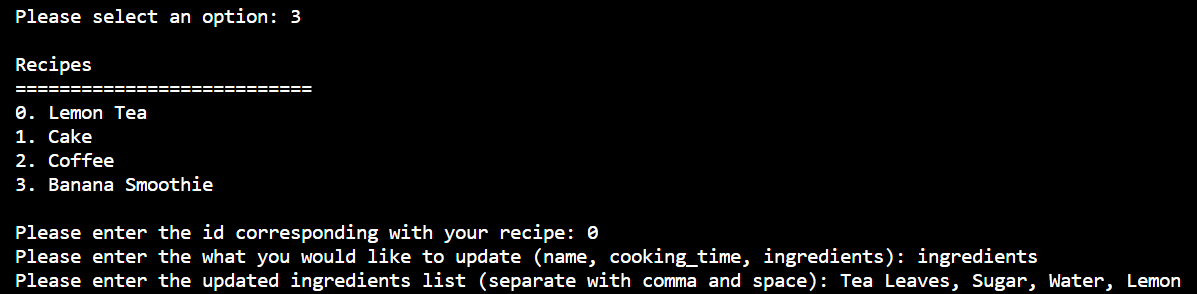 Please select an option: 3
Recipes
===========================
0. Lemon Tea
1. Cake
2. Coffee
3. Banana Smoothie
Please enter the id corresponding with your recipe: 0
Please enter the what you would like to update (name, cooking_time, ingredients): ingredients
Please enter the updated ingredients list (separate with comma and space): Tea Leaves, Sugar, Water, Lemon